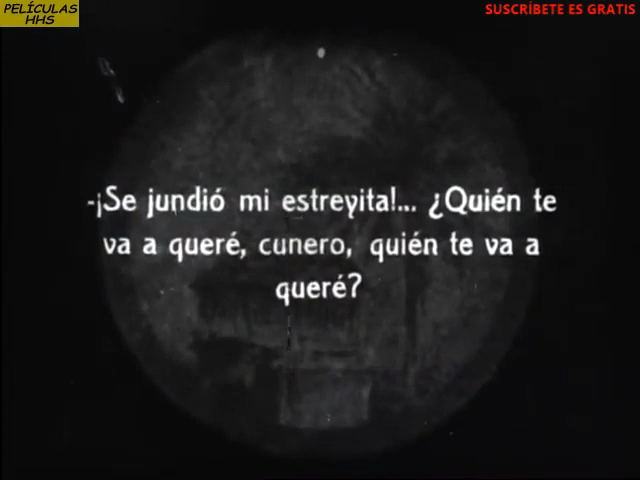 PELÍCULAS
HHS
SUSCRÍBETE ES GRATIS
-¡Se jundió mi estreyita!... ¿Quién te
va a queré, cunero, quién te va a
queré?